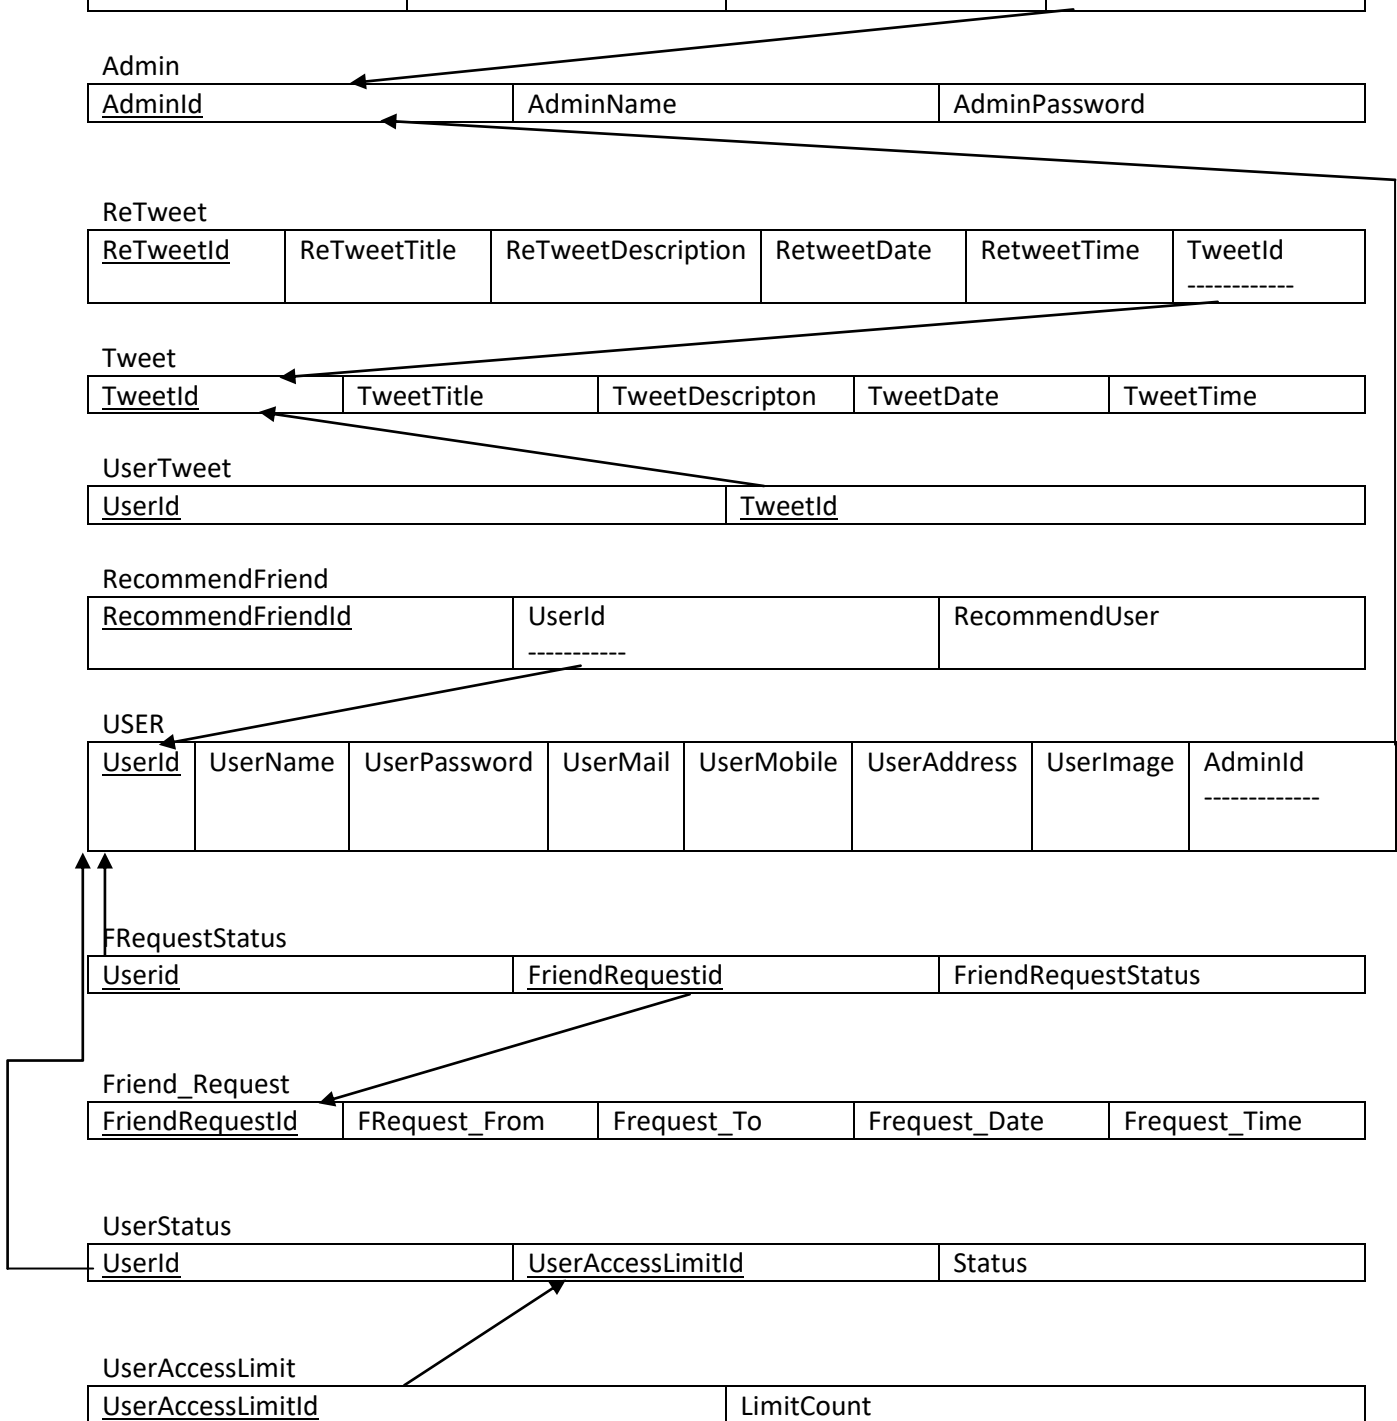 Admin
AdminId AdminName AdminPassword
ReTweet
ReTweetId ReTweetTitle ReTweetDescription RetweetDate RetweetTime TweetId
------------
Tweet
TweetId TweetTitle TweetDescripton TweetDate TweetTime
UserTweet
UserId TweetId
RecommendFriend
RecommendFriendId UserId RecommendUser
-----------
USER
UserId UserName UserPassword UserMail UserMobile UserAddress UserImage AdminId
-------------
FRequestStatus
Userid FriendRequestid FriendRequestStatus
Friend_Request
FriendRequestId FRequest_From Frequest_To Frequest_Date Frequest_Time
UserStatus
UserId UserAccessLimitId Status
UserAccessLimit
UserAccessLimitId LimitCount